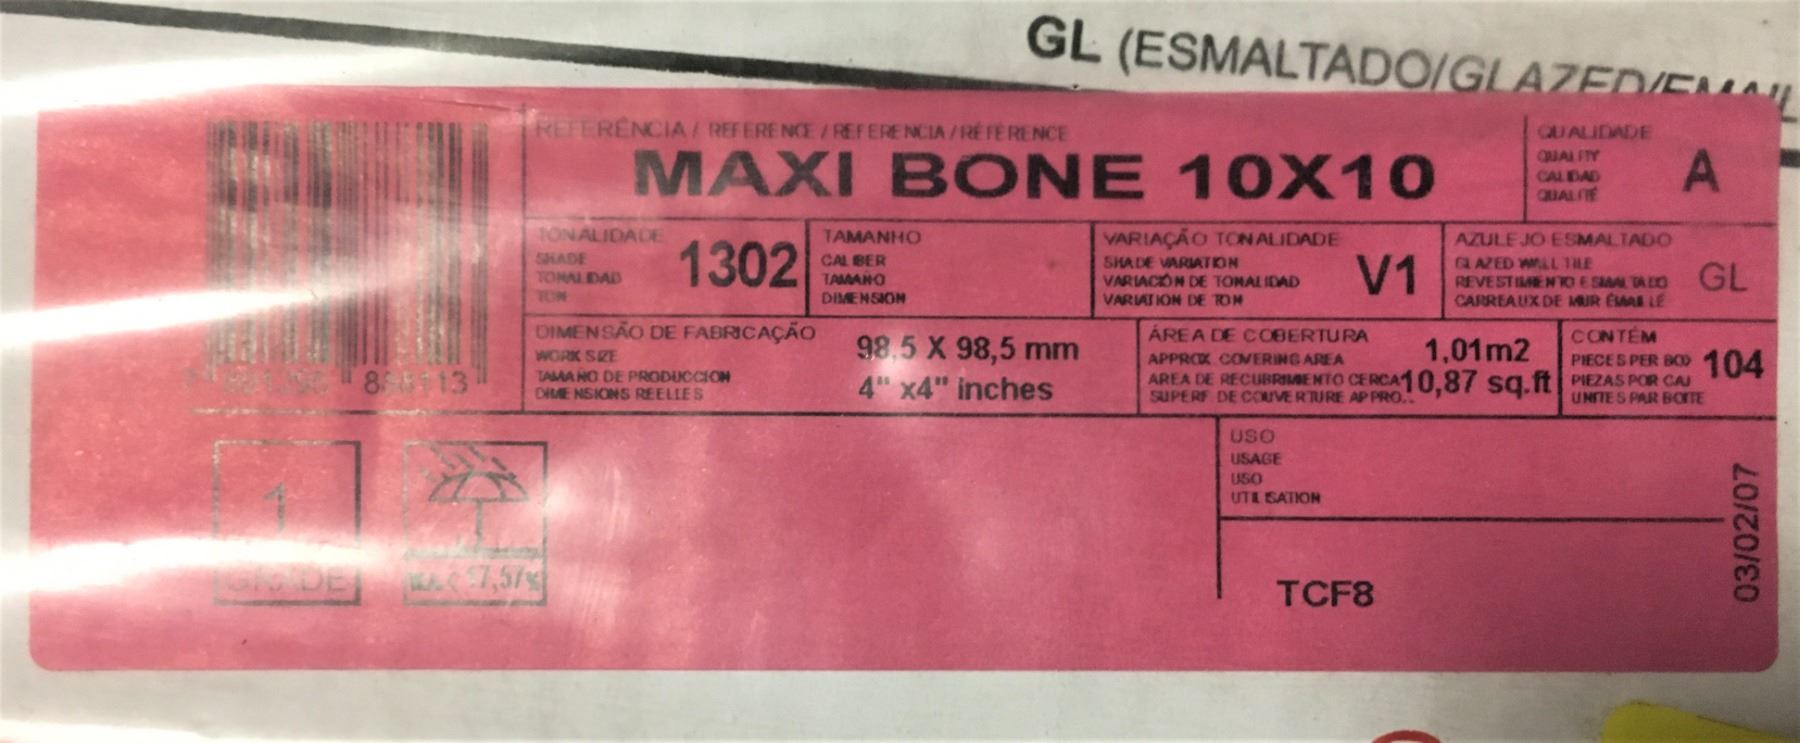 GL (ESMALTADO/GLAZED/EMAIL
REFERÊNCIA / REFERENCE / REFERENCIA / RÉFÉRENCE
MAXI BONE 10X10
QUALIDADE
QUALITY
CALIDAD
QUALITÉ
A
TONALIDADE
SHADE
TONALIDAD
TON
1302
TAMANHO
CALIBER
TAMAÑO
DIMENSION
VARIAÇÃO TONALIDADE
SHADE VARIATION
VARIACIÓN DE TONALIDAD
VARIATION DE TON
V1
AZULEJO ESMALTADO
GLAZED WALL TILE
REVESTIMIENTO ESMALTADO
CARREAUX DE MUR ÉMAILLÉ
GL
DIMENSÃO DE FABRICAÇÃO
WORK SIZE
TAMAÑO DE PRODUCCION
DIMENSIONS REELLES
98,5 X 98,5 mm
4" x4" inches
ÁREA DE COBERTURA
APPROX. COVERING AREA
AREA DE RECUBRIMIENTO CERCA
SUPERF. DE COUVERTURE APPRO..
1,01m2
10,87 sq.ft
CONTÉM
PIECES PER BOX
PIEZAS POR CAJ
UNITES PAR BOITE
104
888113
1
GRADE
USO
USAGE
USO
UTILISATION
TCF8
03/02/07